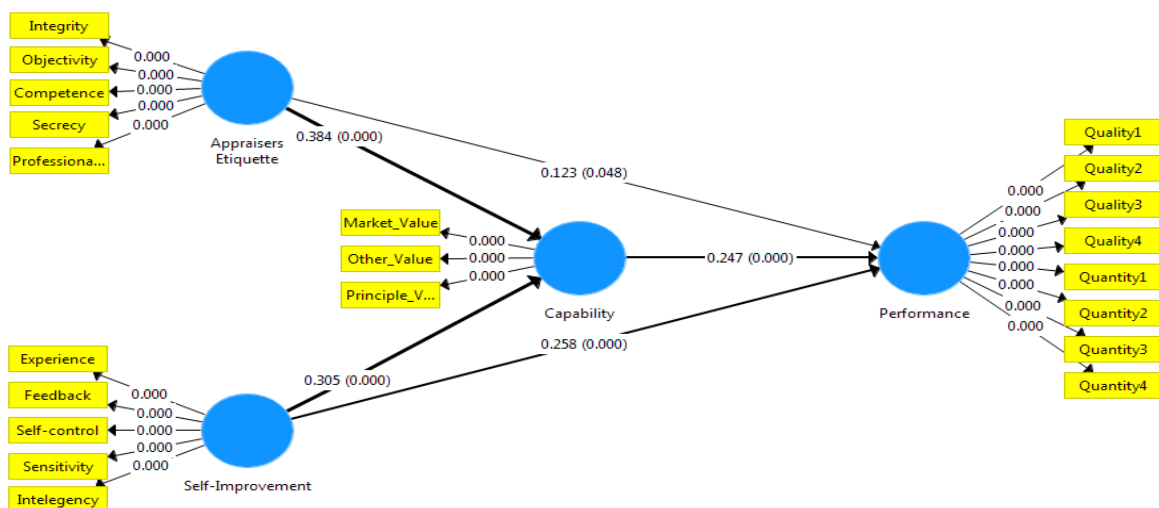 Integrity
Objectivity
Competence
Secrecy
Professiona...
0.000
0.000
0.000
0.000
0.000
Appraisers
Etiquette
0.384 (0.000)
0.123 (0.048)
Market_Value
Other_Value
Principle_V...
0.000
0.000
0.000
Capability
0.247 (0.000)
0.258 (0.000)
0.305 (0.000)
Experience
Feedback
Self-control
Sensitivity
Intelegency
0.000
0.000
0.000
0.000
0.000
Self-Improvement
Performance
0.000
0.000
0.000
0.000
0.000
0.000
0.000
0.000
Quality1
Quality2
Quality3
Quality4
Quantity1
Quantity2
Quantity3
Quantity4